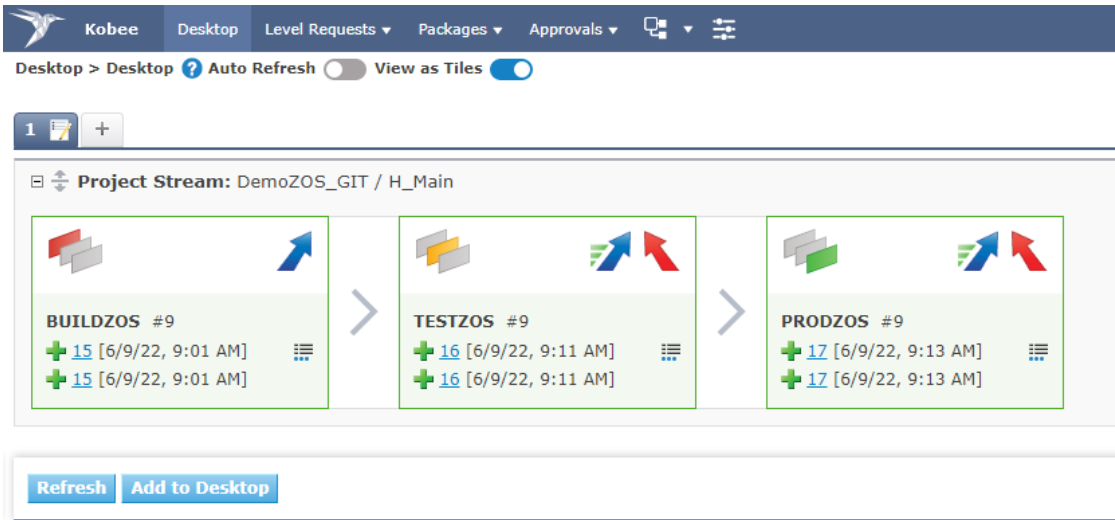 Kobee Desktop Level Requests Packages Approvals
Desktop > Desktop ? Auto Refresh View as Tiles
1 +
Project Stream: DemoZOS_GIT / H_Main
BUILDZOS #9
15 [6/9/22, 9:01 AM]
15 [6/9/22, 9:01 AM]
TESTZOS #9
16 [6/9/22, 9:11 AM]
16 [6/9/22, 9:11 AM]
PRODZOS #9
17 [6/9/22, 9:13 AM]
17 [6/9/22, 9:13 AM]
Refresh Add to Desktop